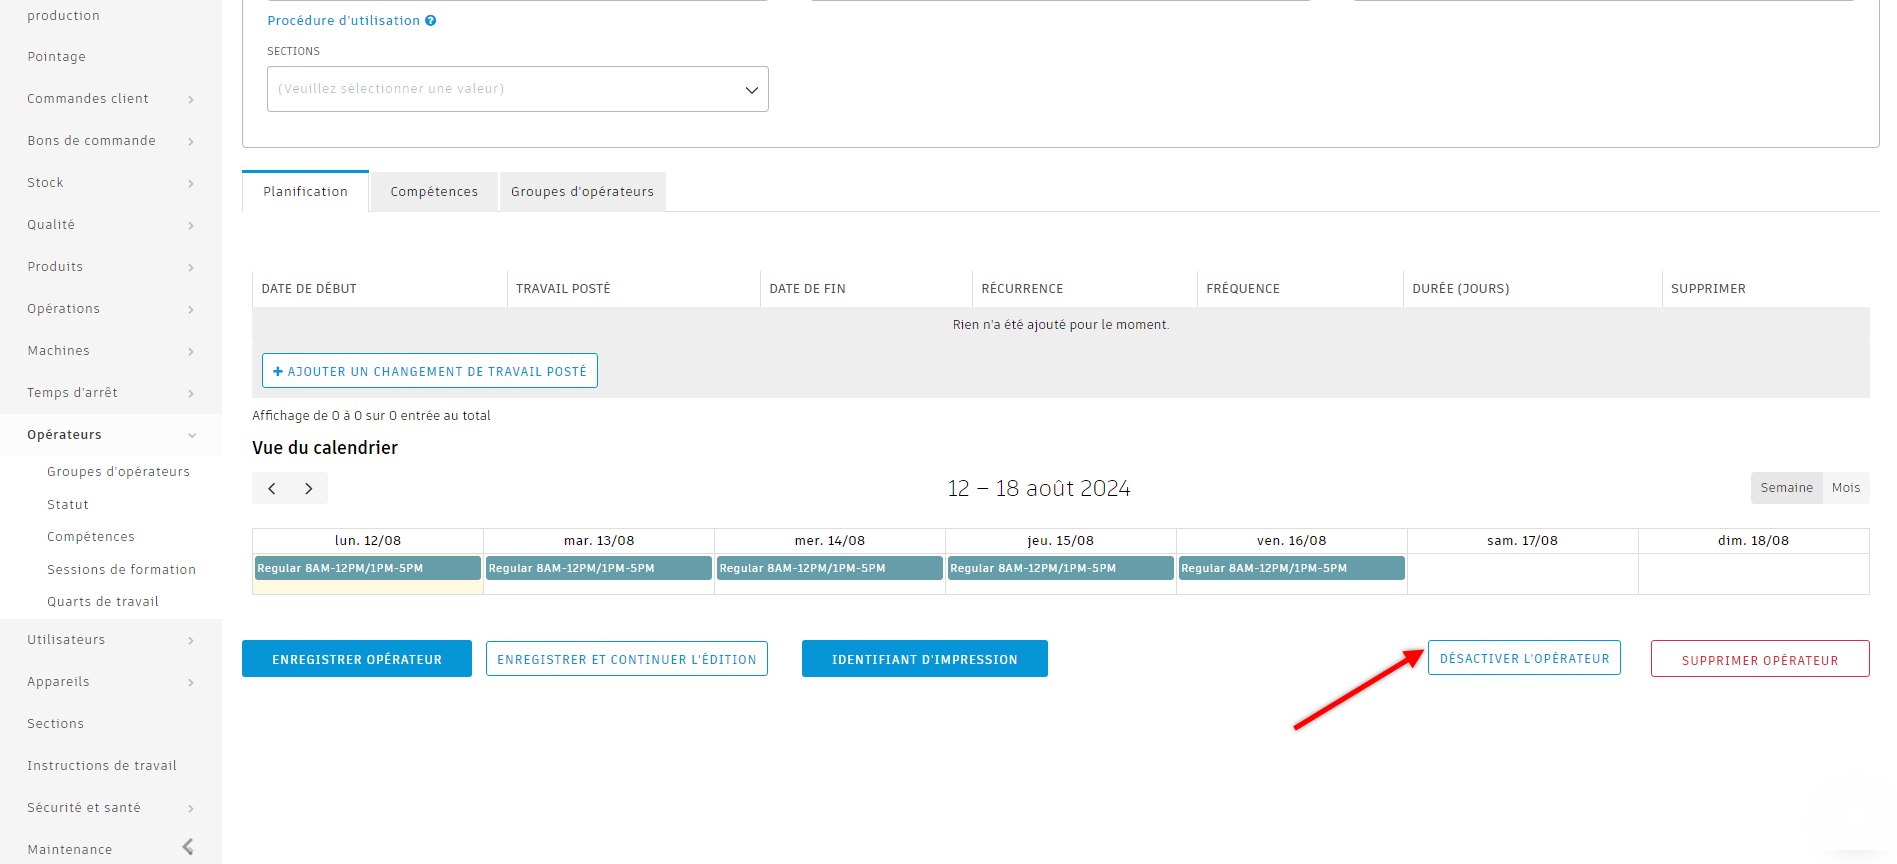 production
Pointage
Commandes client
Bons de commande
Stock
Qualité
Produits
Opérations
Machines
Temps d'arrêt
Opérateurs
Groupes d'opérateurs
Statut
Compétences
Sessions de formation
Quarts de travail
Utilisateurs
Appareils
Sections
Instructions de travail
Sécurité et santé
Maintenance
Procédure d'utilisation
SECTIONS
(Veuillez sélectionner une valeur)
Planification Compétences Groupes d'opérateurs
DATE DE DÉBUT TRAVAIL POSTÉ DATE DE FIN RÉCURRENCE FRÉQUENCE DURÉE (JOURS) SUPPRIMER
Rien n'a été ajouté pour le moment.
+ AJOUTER UN CHANGEMENT DE TRAVAIL POSTÉ
Affichage de 0 à 0 sur 0 entrée au total
Vue du calendrier
12 – 18 août 2024
Semaine Mois
lun. 12/08 mar. 13/08 mer. 14/08 jeu. 15/08 ven. 16/08 sam. 17/08 dim. 18/08
Regular 8AM-12PM/1PM-5PM Regular 8AM-12PM/1PM-5PM Regular 8AM-12PM/1PM-5PM Regular 8AM-12PM/1PM-5PM Regular 8AM-12PM/1PM-5PM
ENREGISTRER OPÉRATEUR ENREGISTRER ET CONTINUER L'ÉDITION IDENTIFIANT D'IMPRESSION DÉSACTIVER L'OPÉRATEUR SUPPRIMER OPÉRATEUR